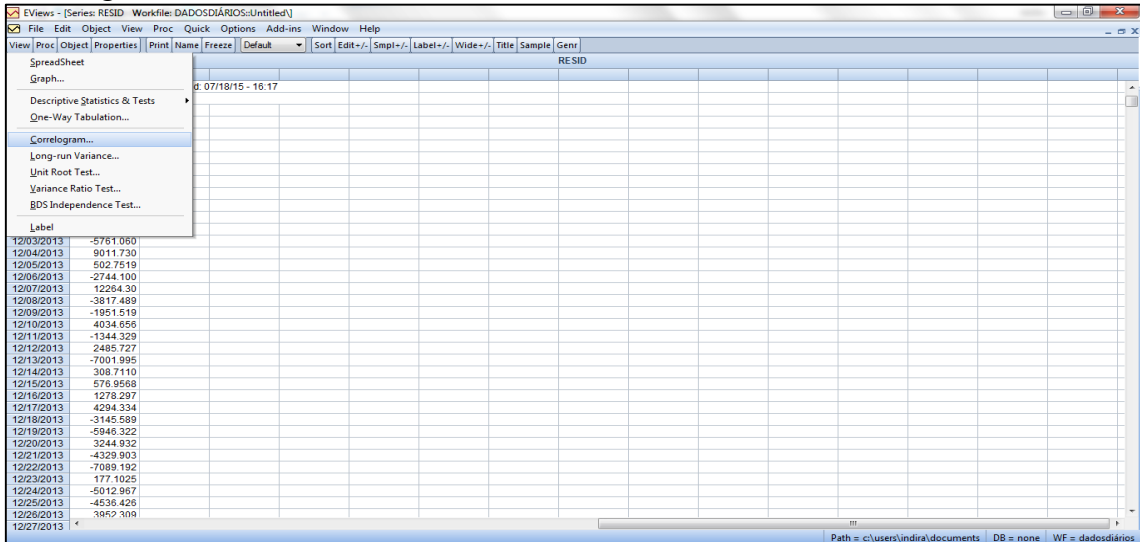 EViews - [Series: RESID Workfile: DADOSDIÁRIOS::Untitled\]
File Edit Object View Proc Quick Options Add-ins Window Help
View Proc Object Properties Print Name Freeze Default Sort Edit+/- Smpl+/- Label+/- Wide+/- Title Sample Genr
RESID
SpreadSheet
Graph...
d: 07/18/15 - 16:17
Descriptive Statistics & Tests
One-Way Tabulation...
Correlogram...
Long-run Variance...
Unit Root Test...
Variance Ratio Test...
BDS Independence Test...
Label
12/03/2013 -5761.060
12/04/2013 9011.730
12/05/2013 502.7519
12/06/2013 -2744.100
12/07/2013 12264.30
12/08/2013 -3817.489
12/09/2013 -1951.519
12/10/2013 4034.656
12/11/2013 -1344.329
12/12/2013 2485.727
12/13/2013 -7001.995
12/14/2013 308.7110
12/15/2013 576.9568
12/16/2013 1278.297
12/17/2013 4294.334
12/18/2013 -3145.589
12/19/2013 -5946.322
12/20/2013 3244.932
12/21/2013 -4329.903
12/22/2013 -7089.192
12/23/2013 177.1025
12/24/2013 -5012.967
12/25/2013 -4536.426
12/26/2013 3952.309
12/27/2013
Path = c:\users\indira\documents DB = none WF = dadosdiários